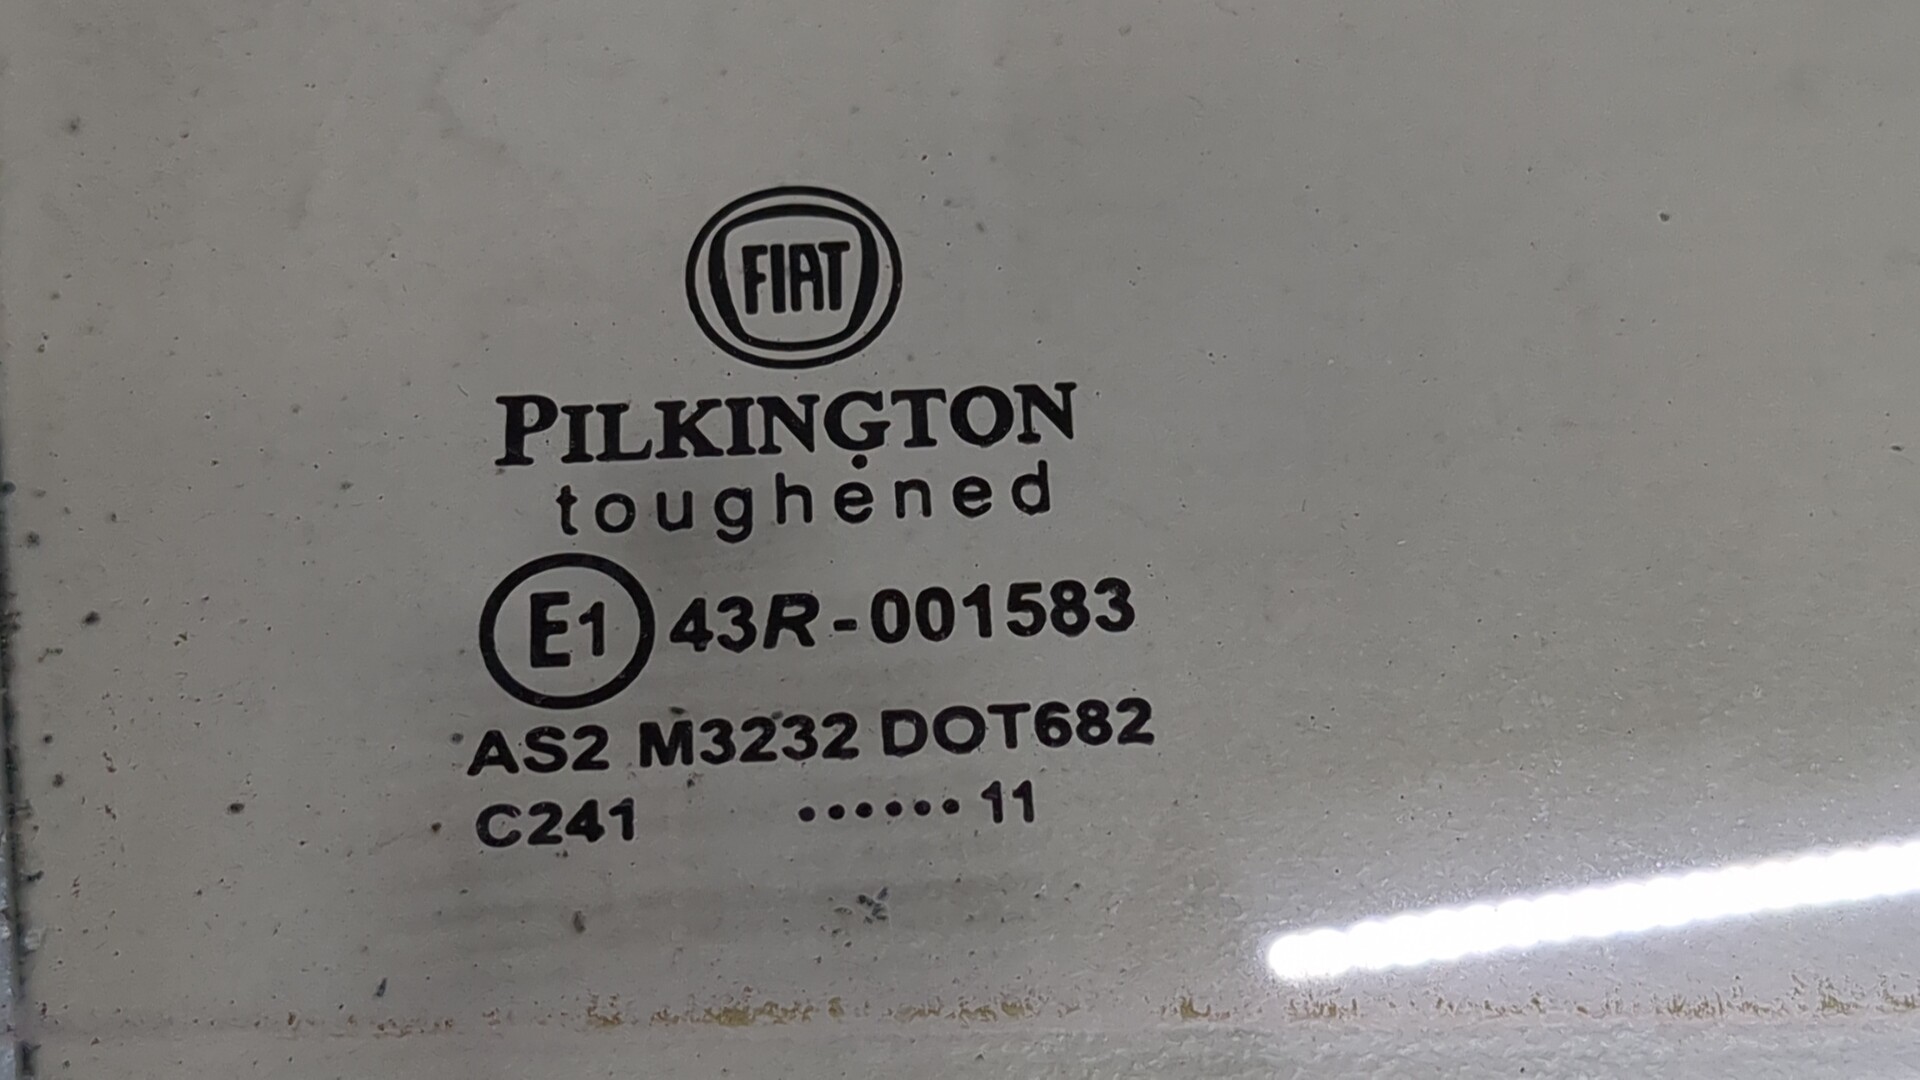 FIAT
PILKINGTON
toughened
E1 43R-001583
AS2 M3232 DOT682
C241 •••••• 11